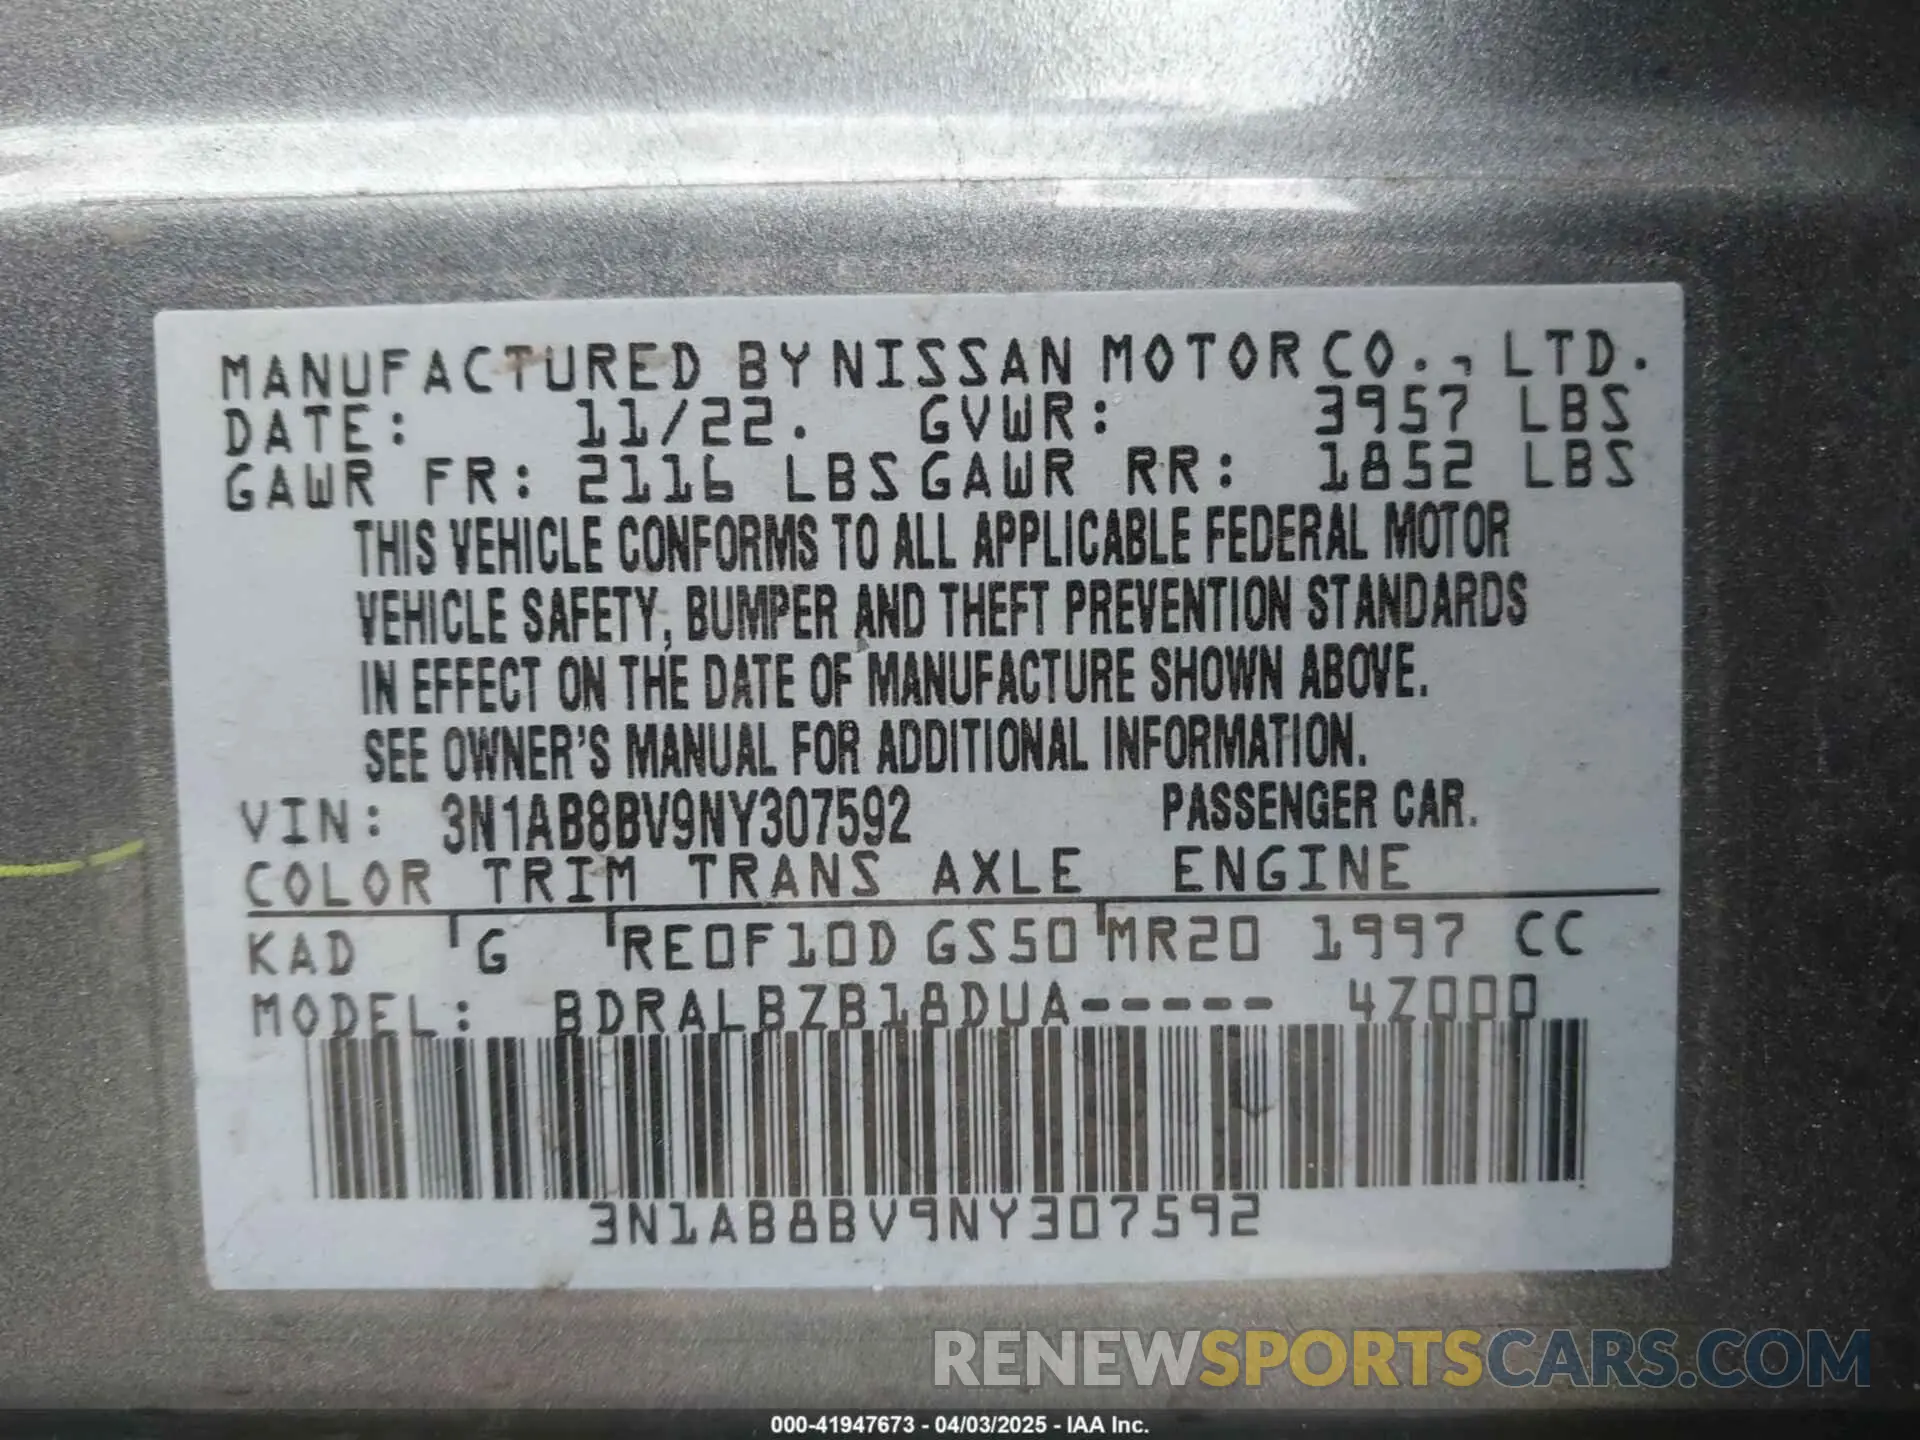 MANUFACTURED BY NISSAN MOTOR CO., LTD.
DATE: 11/22. GVWR: 3957 LBS
GAWR FR: 2116 LBS GAWR RR: 1852 LBS
THIS VEHICLE CONFORMS TO ALL APPLICABLE FEDERAL MOTOR
VEHICLE SAFETY, BUMPER AND THEFT PREVENTION STANDARDS
IN EFFECT ON THE DATE OF MANUFACTURE SHOWN ABOVE.
SEE OWNER'S MANUAL FOR ADDITIONAL INFORMATION.
VIN: 3N1AB8BV9NY307592 PASSENGER CAR.
COLOR TRIM TRANS AXLE ENGINE
KAD G RE0F10D GS50 MR20 1997 CC
MODEL: BDRALBZB18DUA----- 4Z000
3N1AB8BV9NY307592
RENEWSPORTSCARS.COM
000-41947673 - 04/03/2025 - IAA Inc.